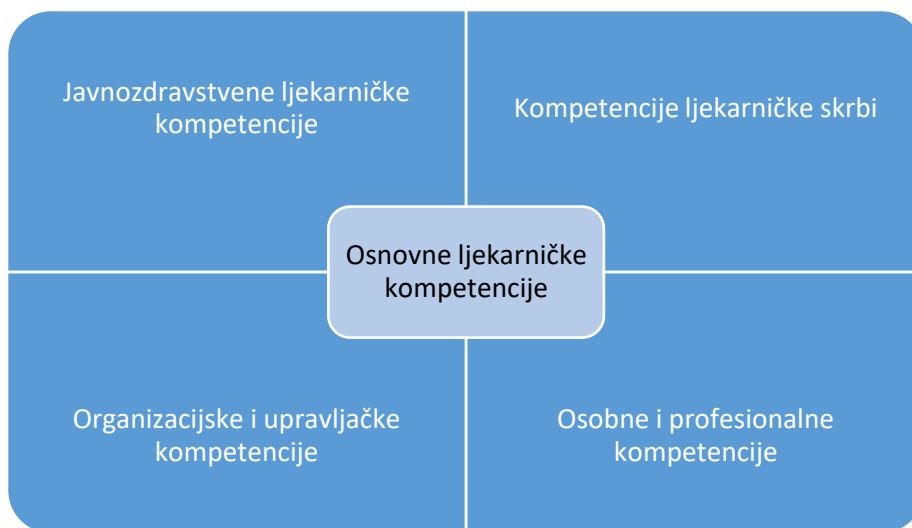 Javnozdravstvene ljekarničke
kompetencije
Kompetencije ljekarničke skrbi
Osnovne ljekarničke
kompetencije
Organizacijske i upravljačke
kompetencije
Osobne i profesionalne
kompetencije